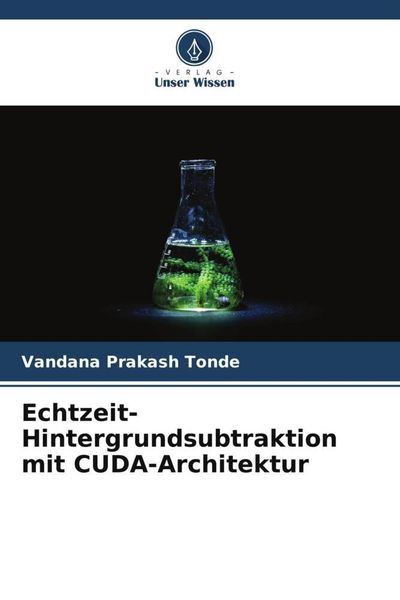 - VERLAG -
Unser Wissen
Vandana Prakash Tonde
Echtzeit-
Hintergrundsubtraktion
mit CUDA-Architektur